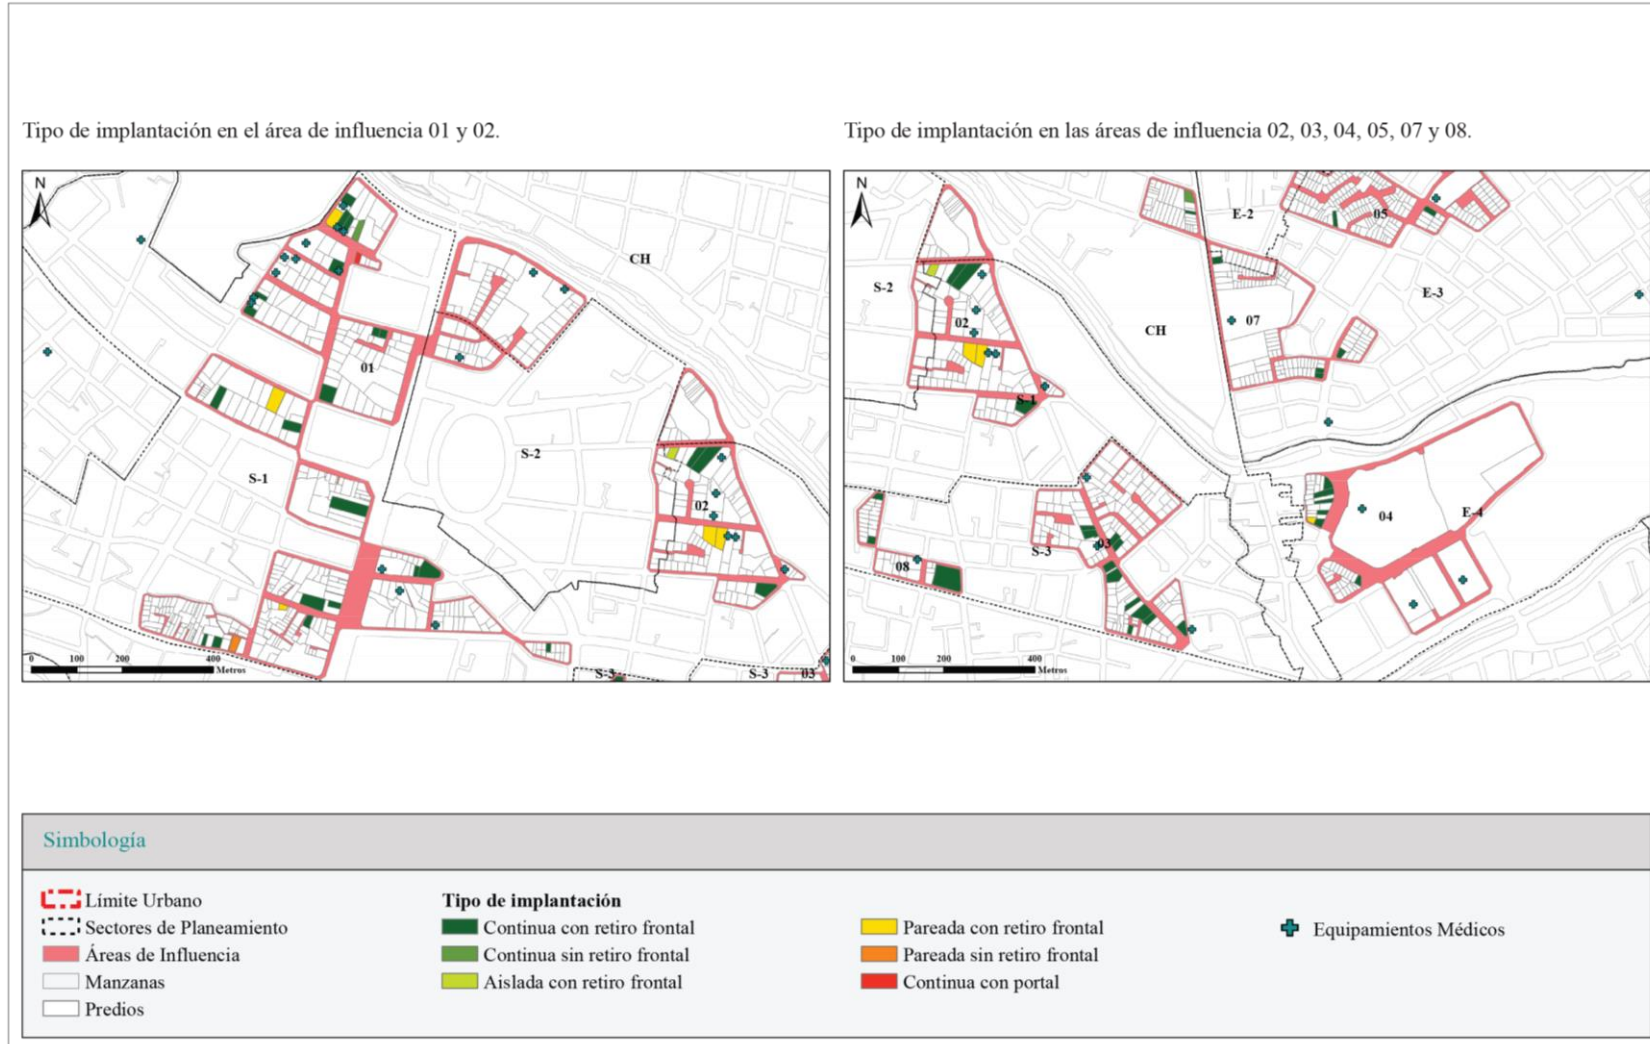 Tipo de implantación en el área de influencia 01 y 02.
N
CH
01
S-2
S-1
02
0 100 200 400
Metros
S-3
S-3
03
Tipo de implantación en las áreas de influencia 02, 03, 04, 05, 07 y 08.
N
E-2
05
S-2
E-3
02
CH
07
S-1
04
E-4
S-3
03
08
0 100 200 400
Metros
Simbología
Límite Urbano
Sectores de Planeamiento
Áreas de Influencia
Manzanas
Predios
Tipo de implantación
Continua con retiro frontal
Continua sin retiro frontal
Aislada con retiro frontal
Pareada con retiro frontal
Pareada sin retiro frontal
Continua con portal
Equipamientos Médicos